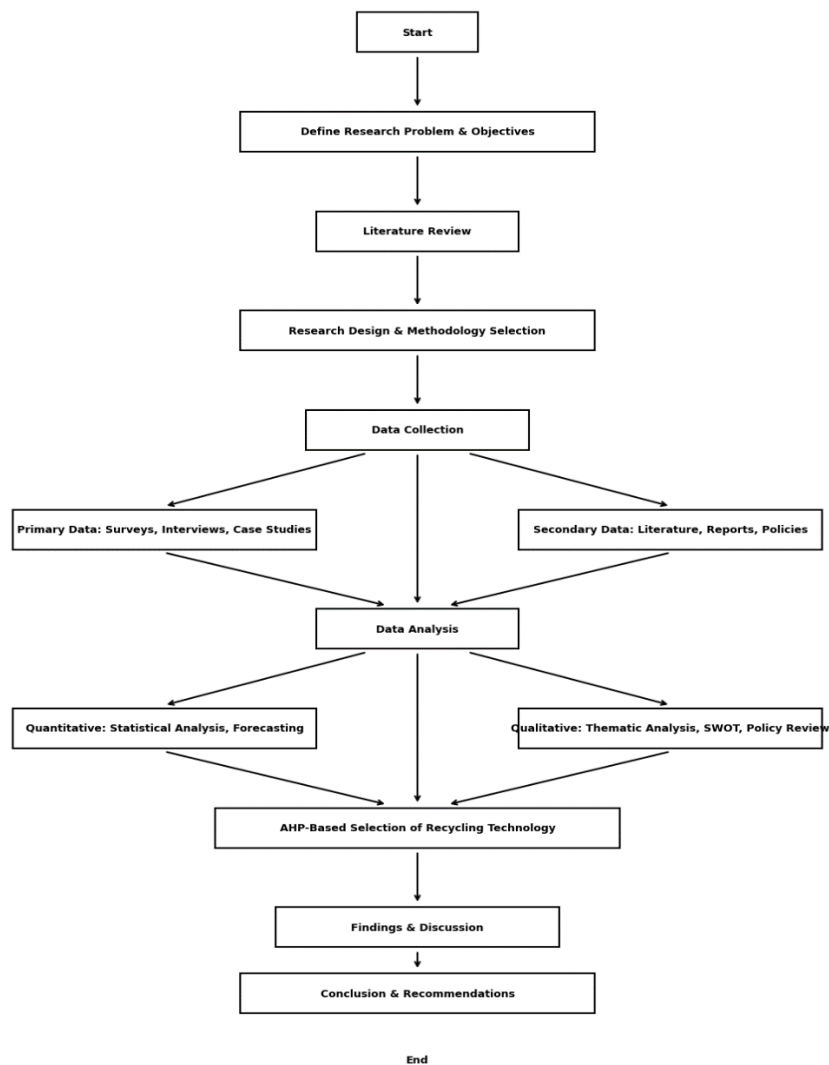 Start
Define Research Problem & Objectives
Literature Review
Research Design & Methodology Selection
Data Collection
Primary Data: Surveys, Interviews, Case Studies
Secondary Data: Literature, Reports, Policies
Data Analysis
Quantitative: Statistical Analysis, Forecasting
Qualitative: Thematic Analysis, SWOT, Policy Review
AHP-Based Selection of Recycling Technology
Findings & Discussion
Conclusion & Recommendations
End